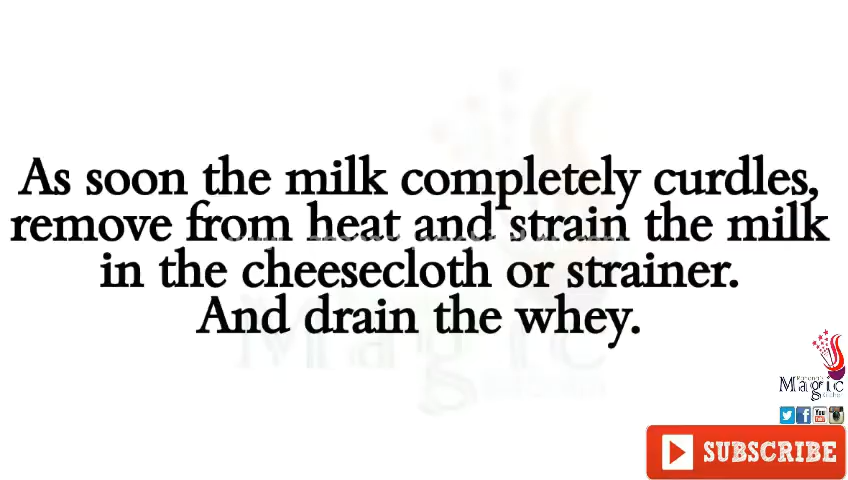 As soon the milk completely curdles,
remove from heat and strain the milk
in the cheesecloth or strainer.
And drain the whey.
Magic
SUBSCRIBE